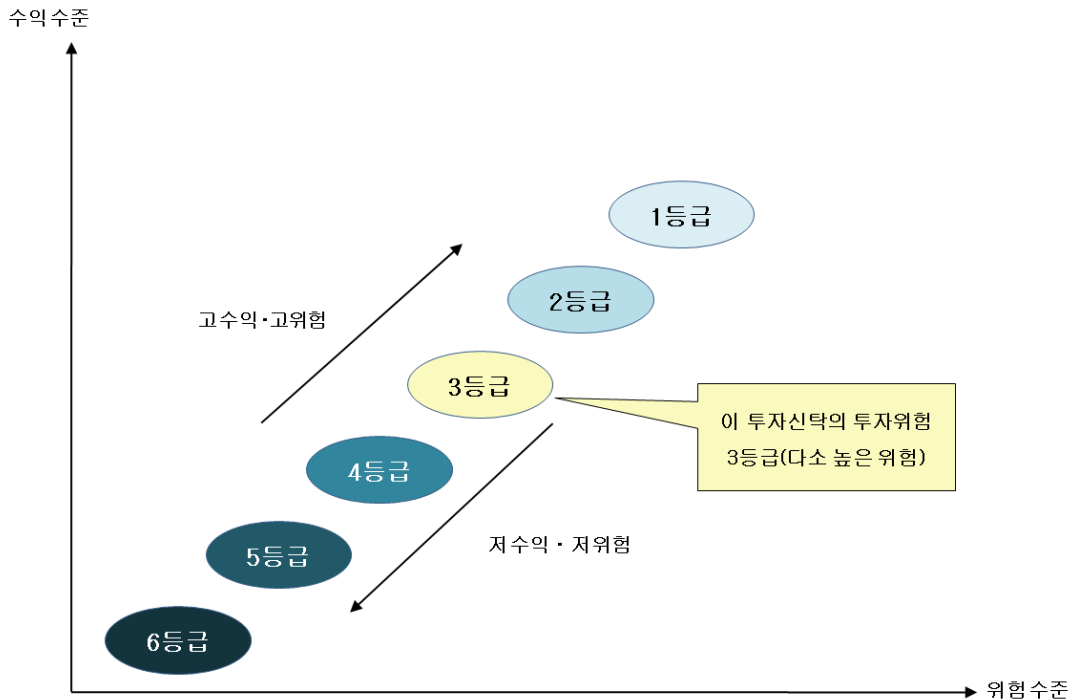 수익수준
1등급
2등급
고수익·고위험
3등급
이 투자신탁의 투자위험
3등급(다소 높은 위험)
4등급
저수익 · 저위험
5등급
6등급
위험수준